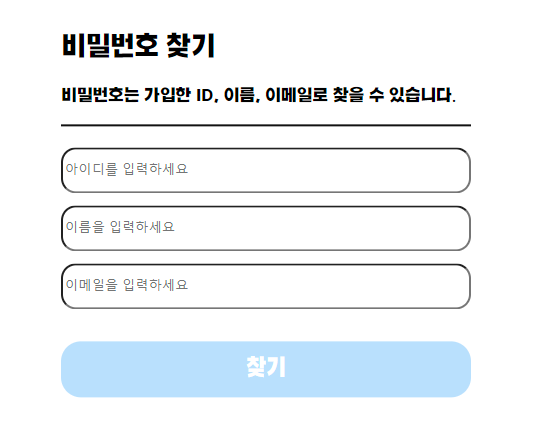 비밀번호 찾기
비밀번호는 가입한 ID, 이름, 이메일로 찾을 수 있습니다.
아이디를 입력하세요
이름을 입력하세요
이메일을 입력하세요
찾기